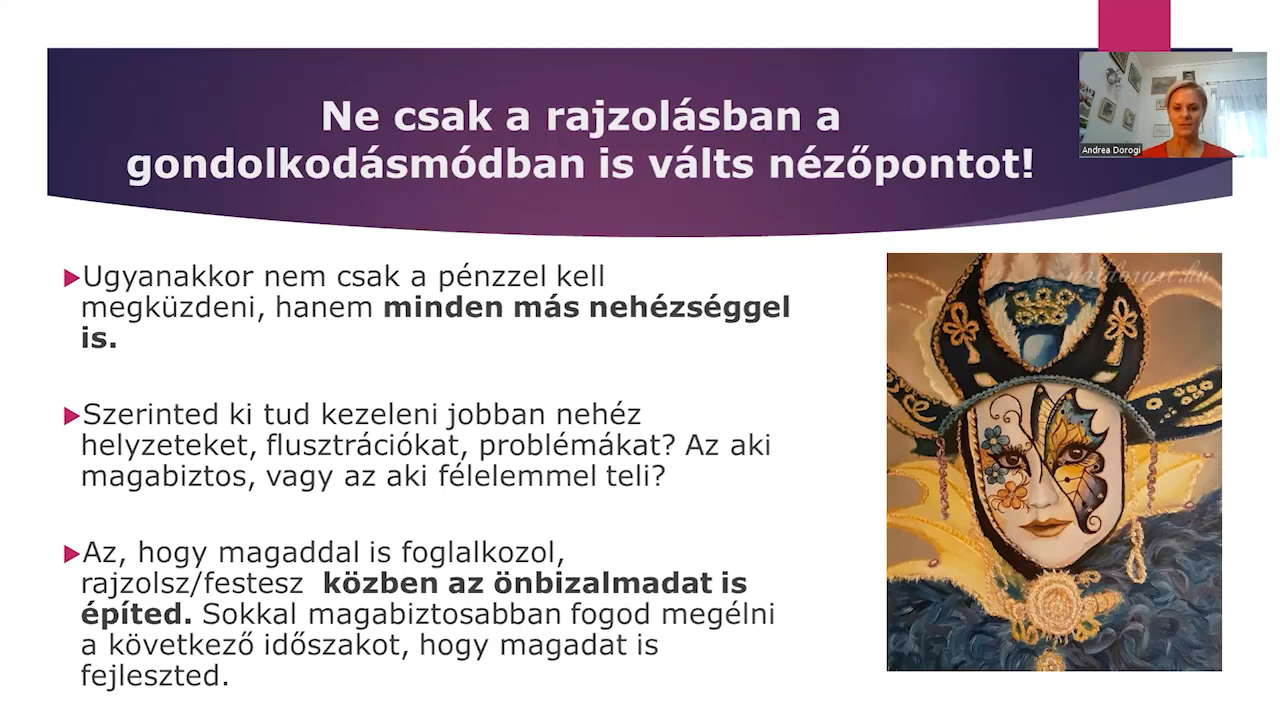 Ne csak a rajzolásban a
gondolkodásmódban is válts nézőpontot!
Andrea Dorogi
Ugyanakkor nem csak a pénzzel kell
megküzdeni, hanem minden más nehézséggel
is.
Szerinted ki tud kezeleni jobban nehéz
helyzeteket, flusztrációkat, problémákat? Az aki
magabiztos, vagy az aki félelemmel teli?
Az, hogy magaddal is foglalkozol,
rajzolsz/festesz közben az önbizalmadat is
építed. Sokkal magabiztosabban fogod megélni
a következő időszakot, hogy magadat is
fejleszted.